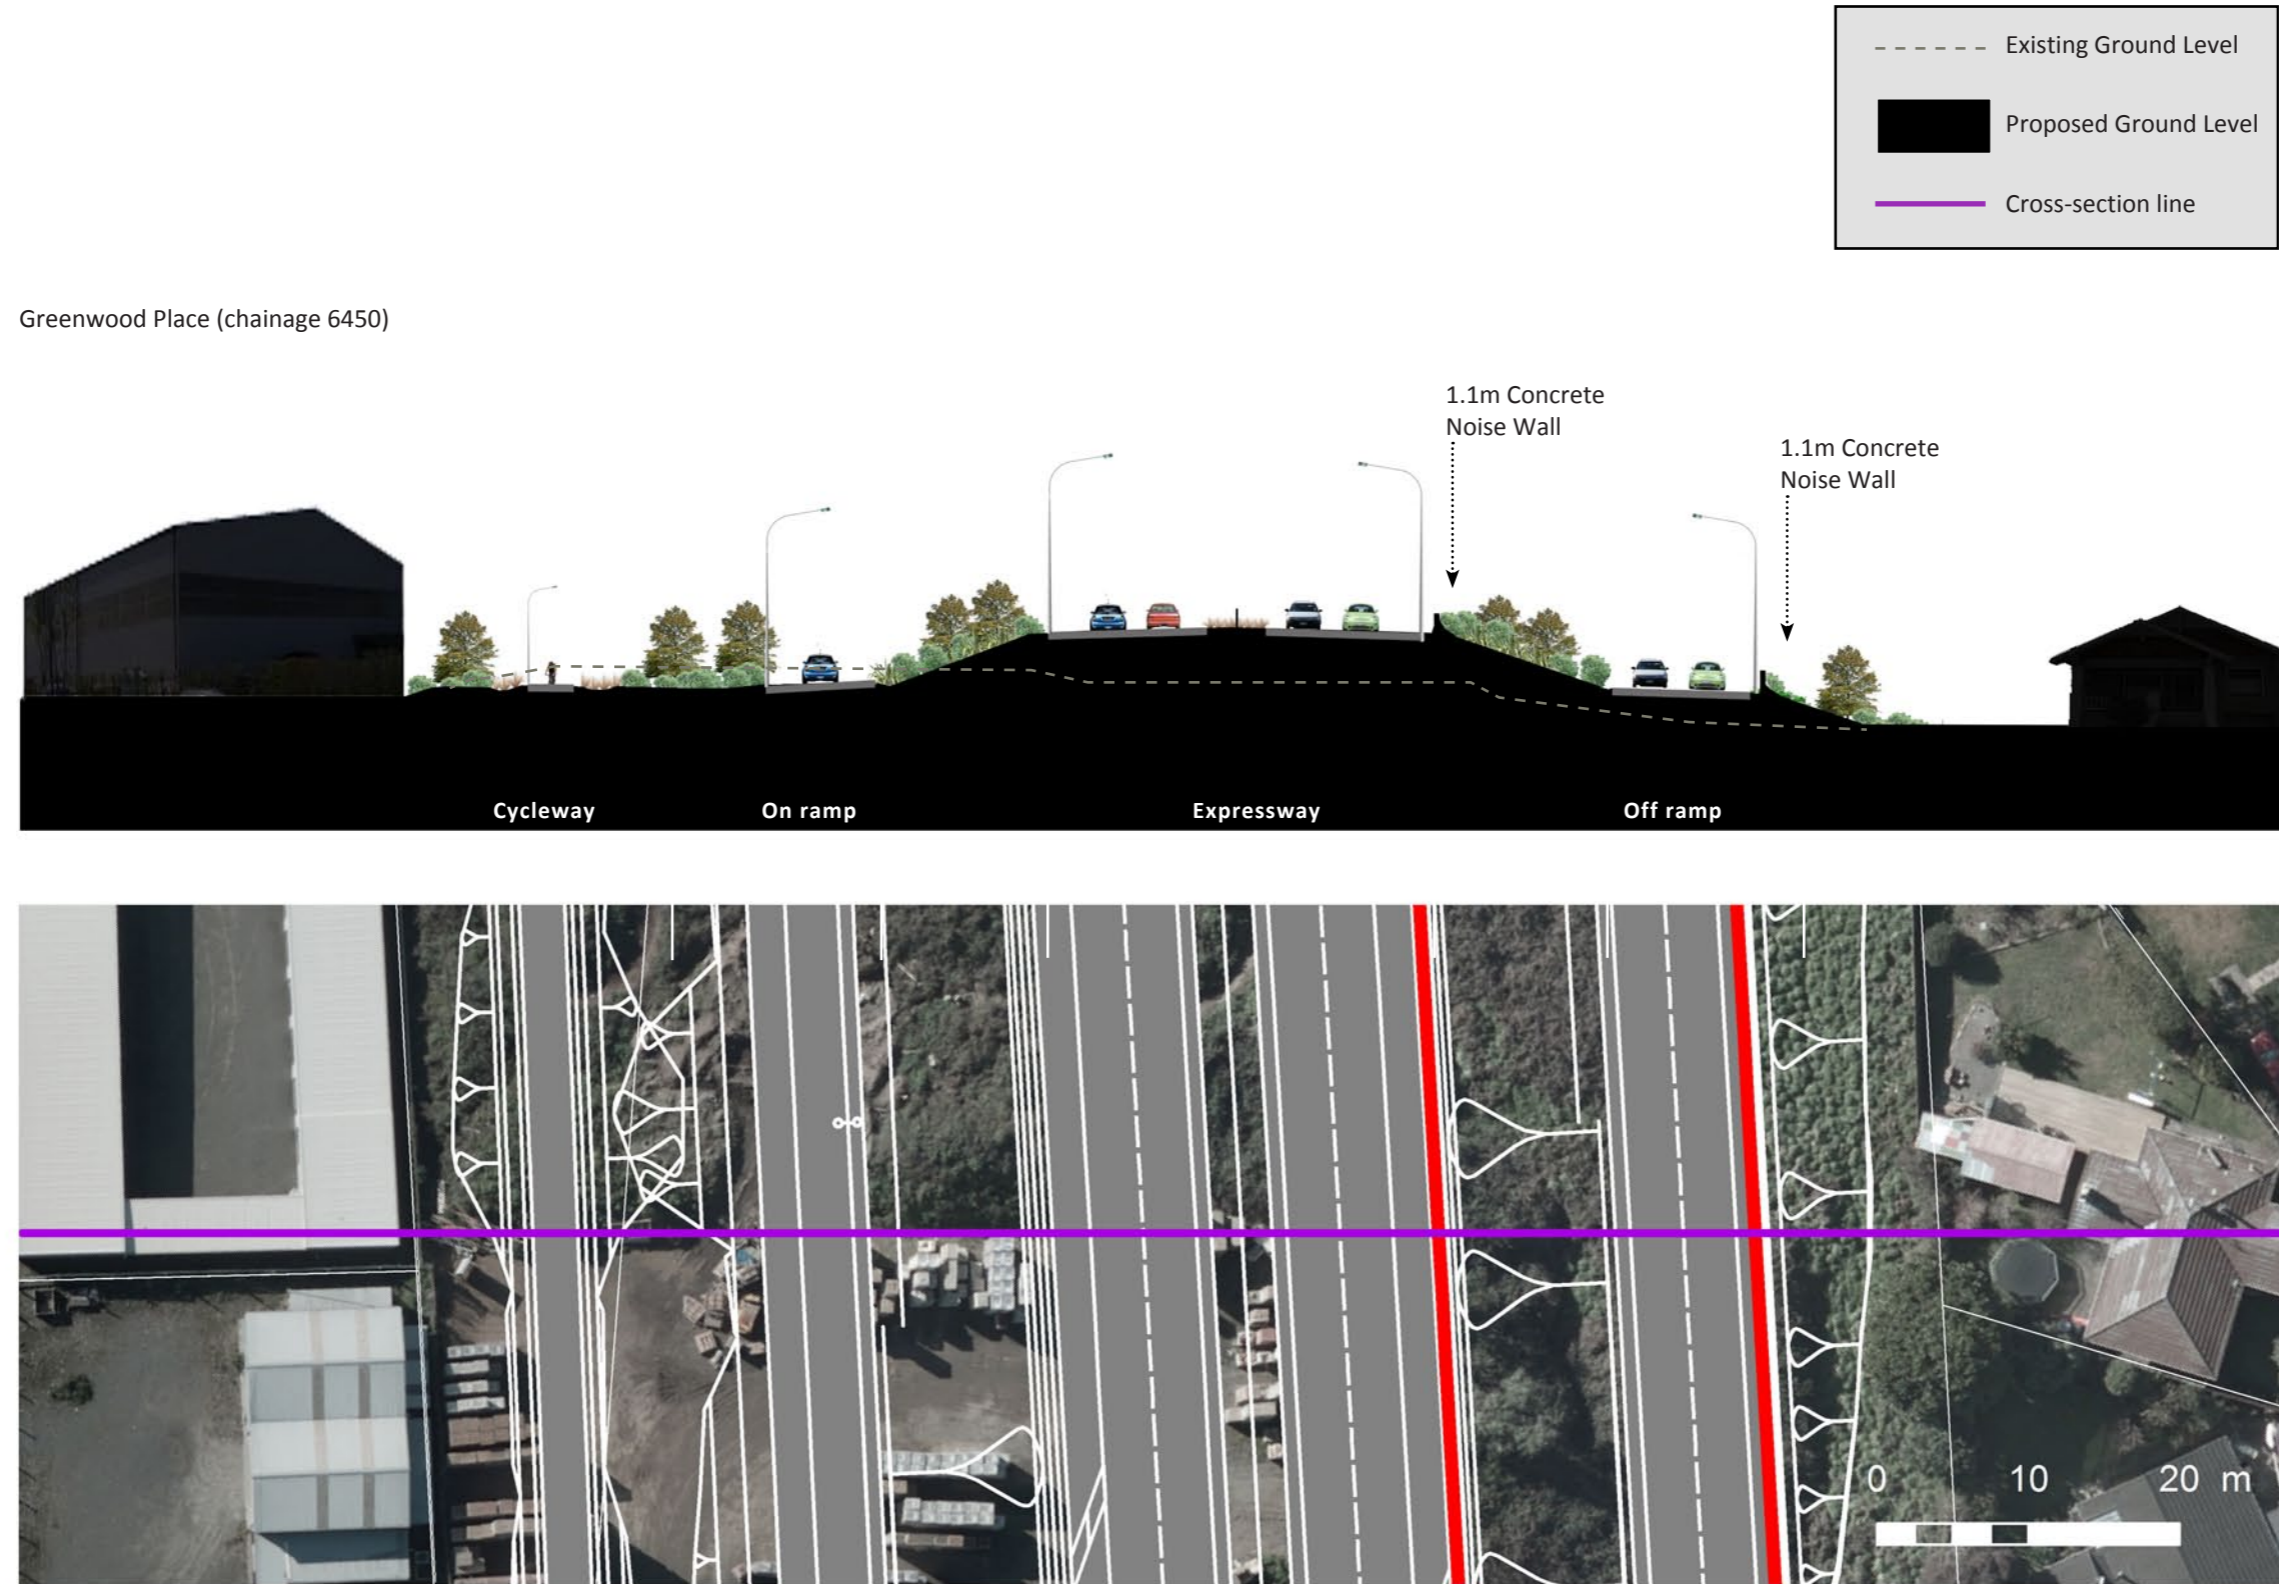 Existing Ground Level
Proposed Ground Level
Cross-section line
Greenwood Place (chainage 6450)
1.1m Concrete
Noise Wall
1.1m Concrete
Noise Wall
Cycleway
On ramp
Expressway
Off ramp
0 10 20 m